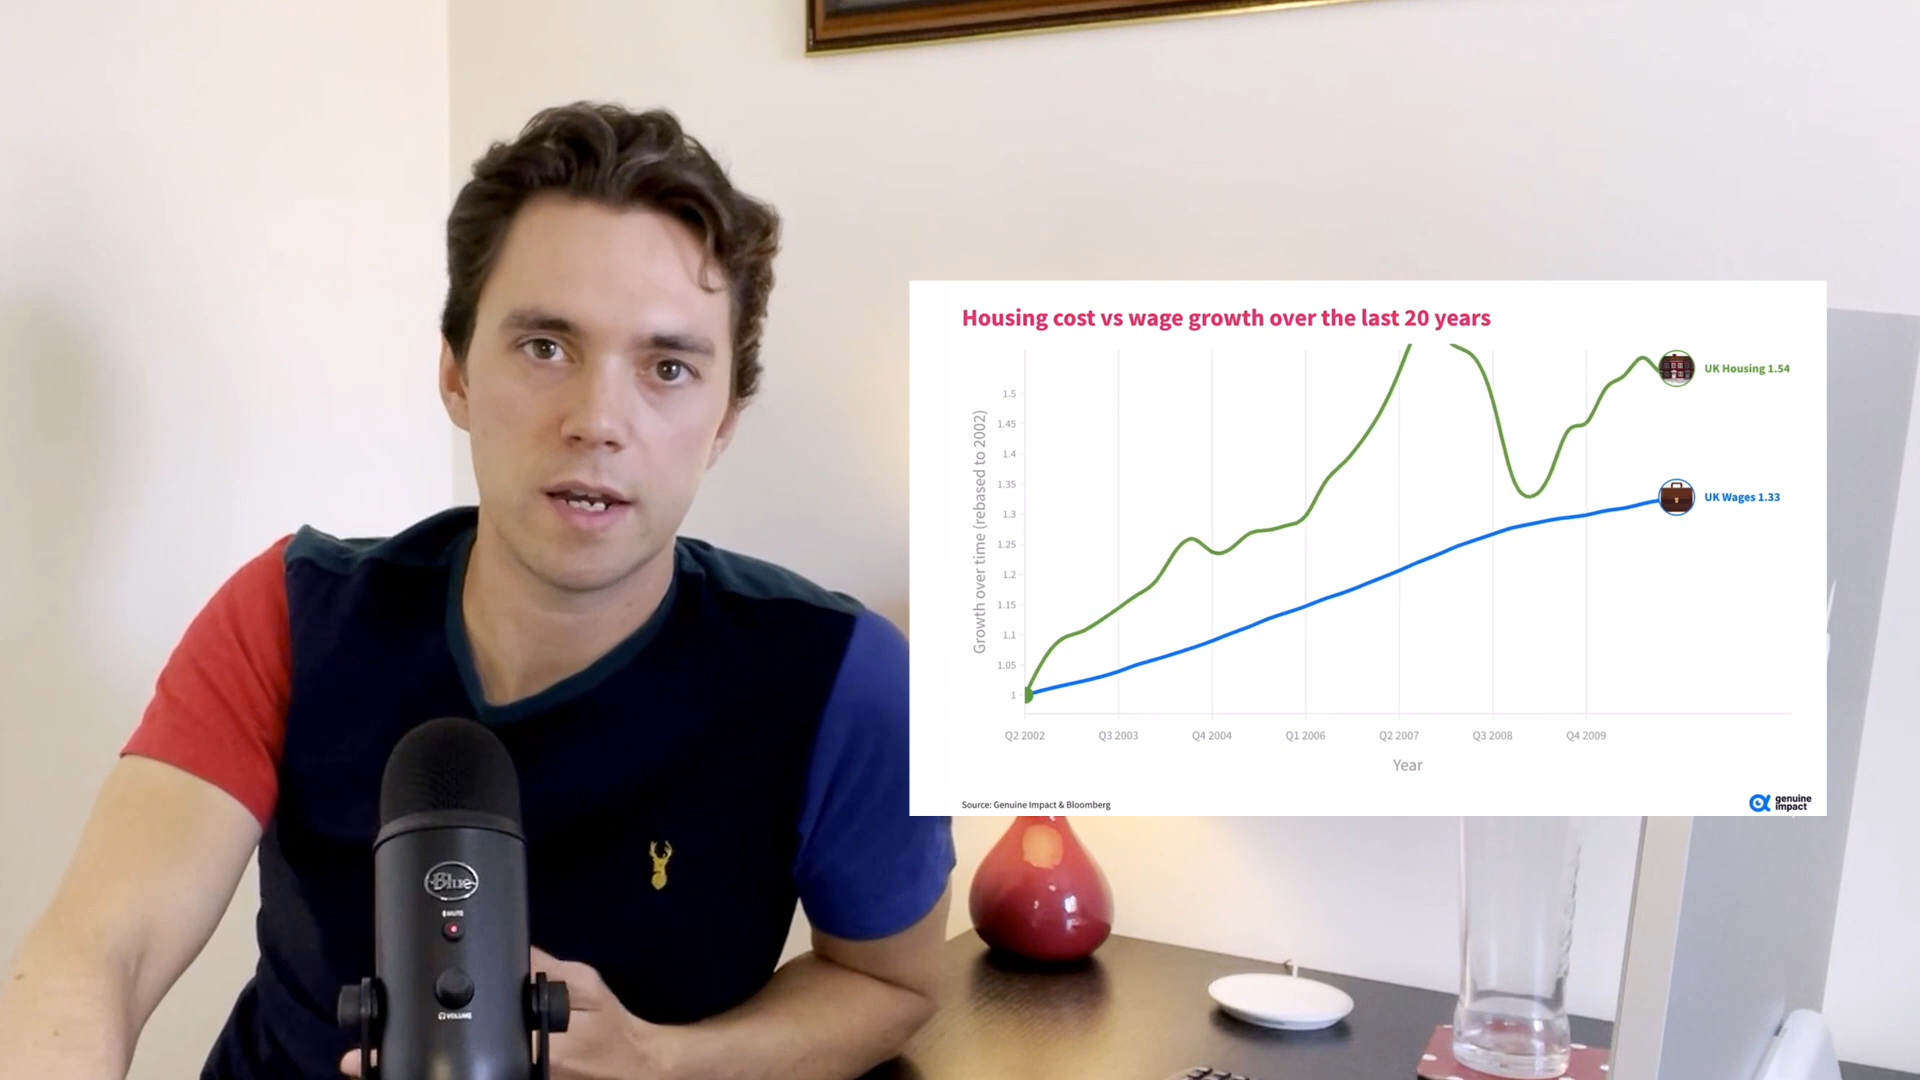 Housing cost vs wage growth over the last 20 years
UK Housing 1.54
1.5
1.45
1.4
1.35
UK Wages 1.33
1.3
1.25
1.2
1.15
1.1
1.05
1
Growth over time (rebased to 2002)
Q2 2002 Q3 2003 Q4 2004 Q1 2006 Q2 2007 Q3 2008 Q4 2009
Year
Source: Genuine Impact & Bloomberg
genuine
impact
Blue
MUTE
VOLUME